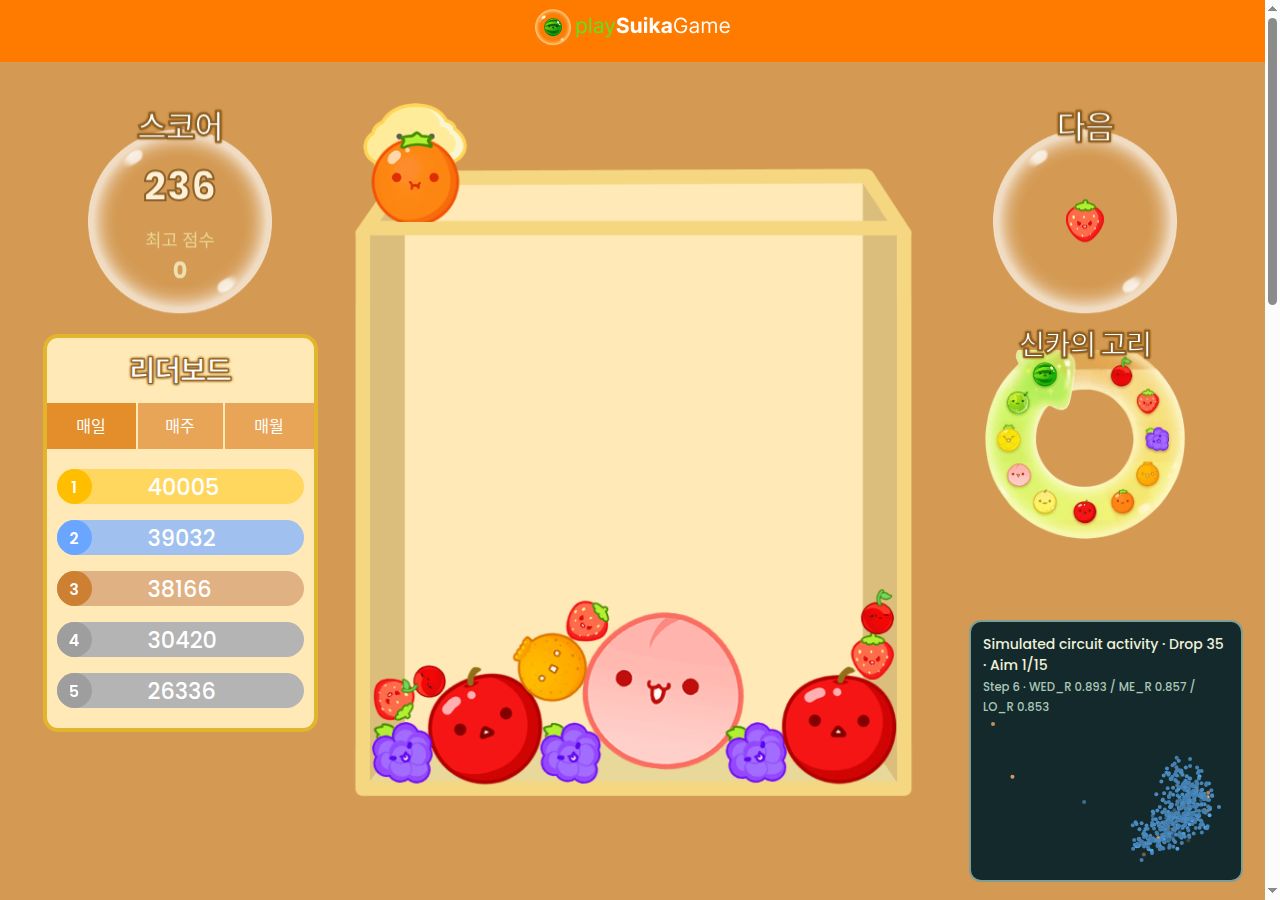 playSuikaGame
스코어
236
최고 점수
0
리더보드
매일 매주 매월
1 40005
2 39032
3 38166
4 30420
5 26336
다음
신카의 고리
Simulated circuit activity · Drop 35
· Aim 1/15
Step 6 · WED_R 0.893 / ME_R 0.857 /
LO_R 0.853